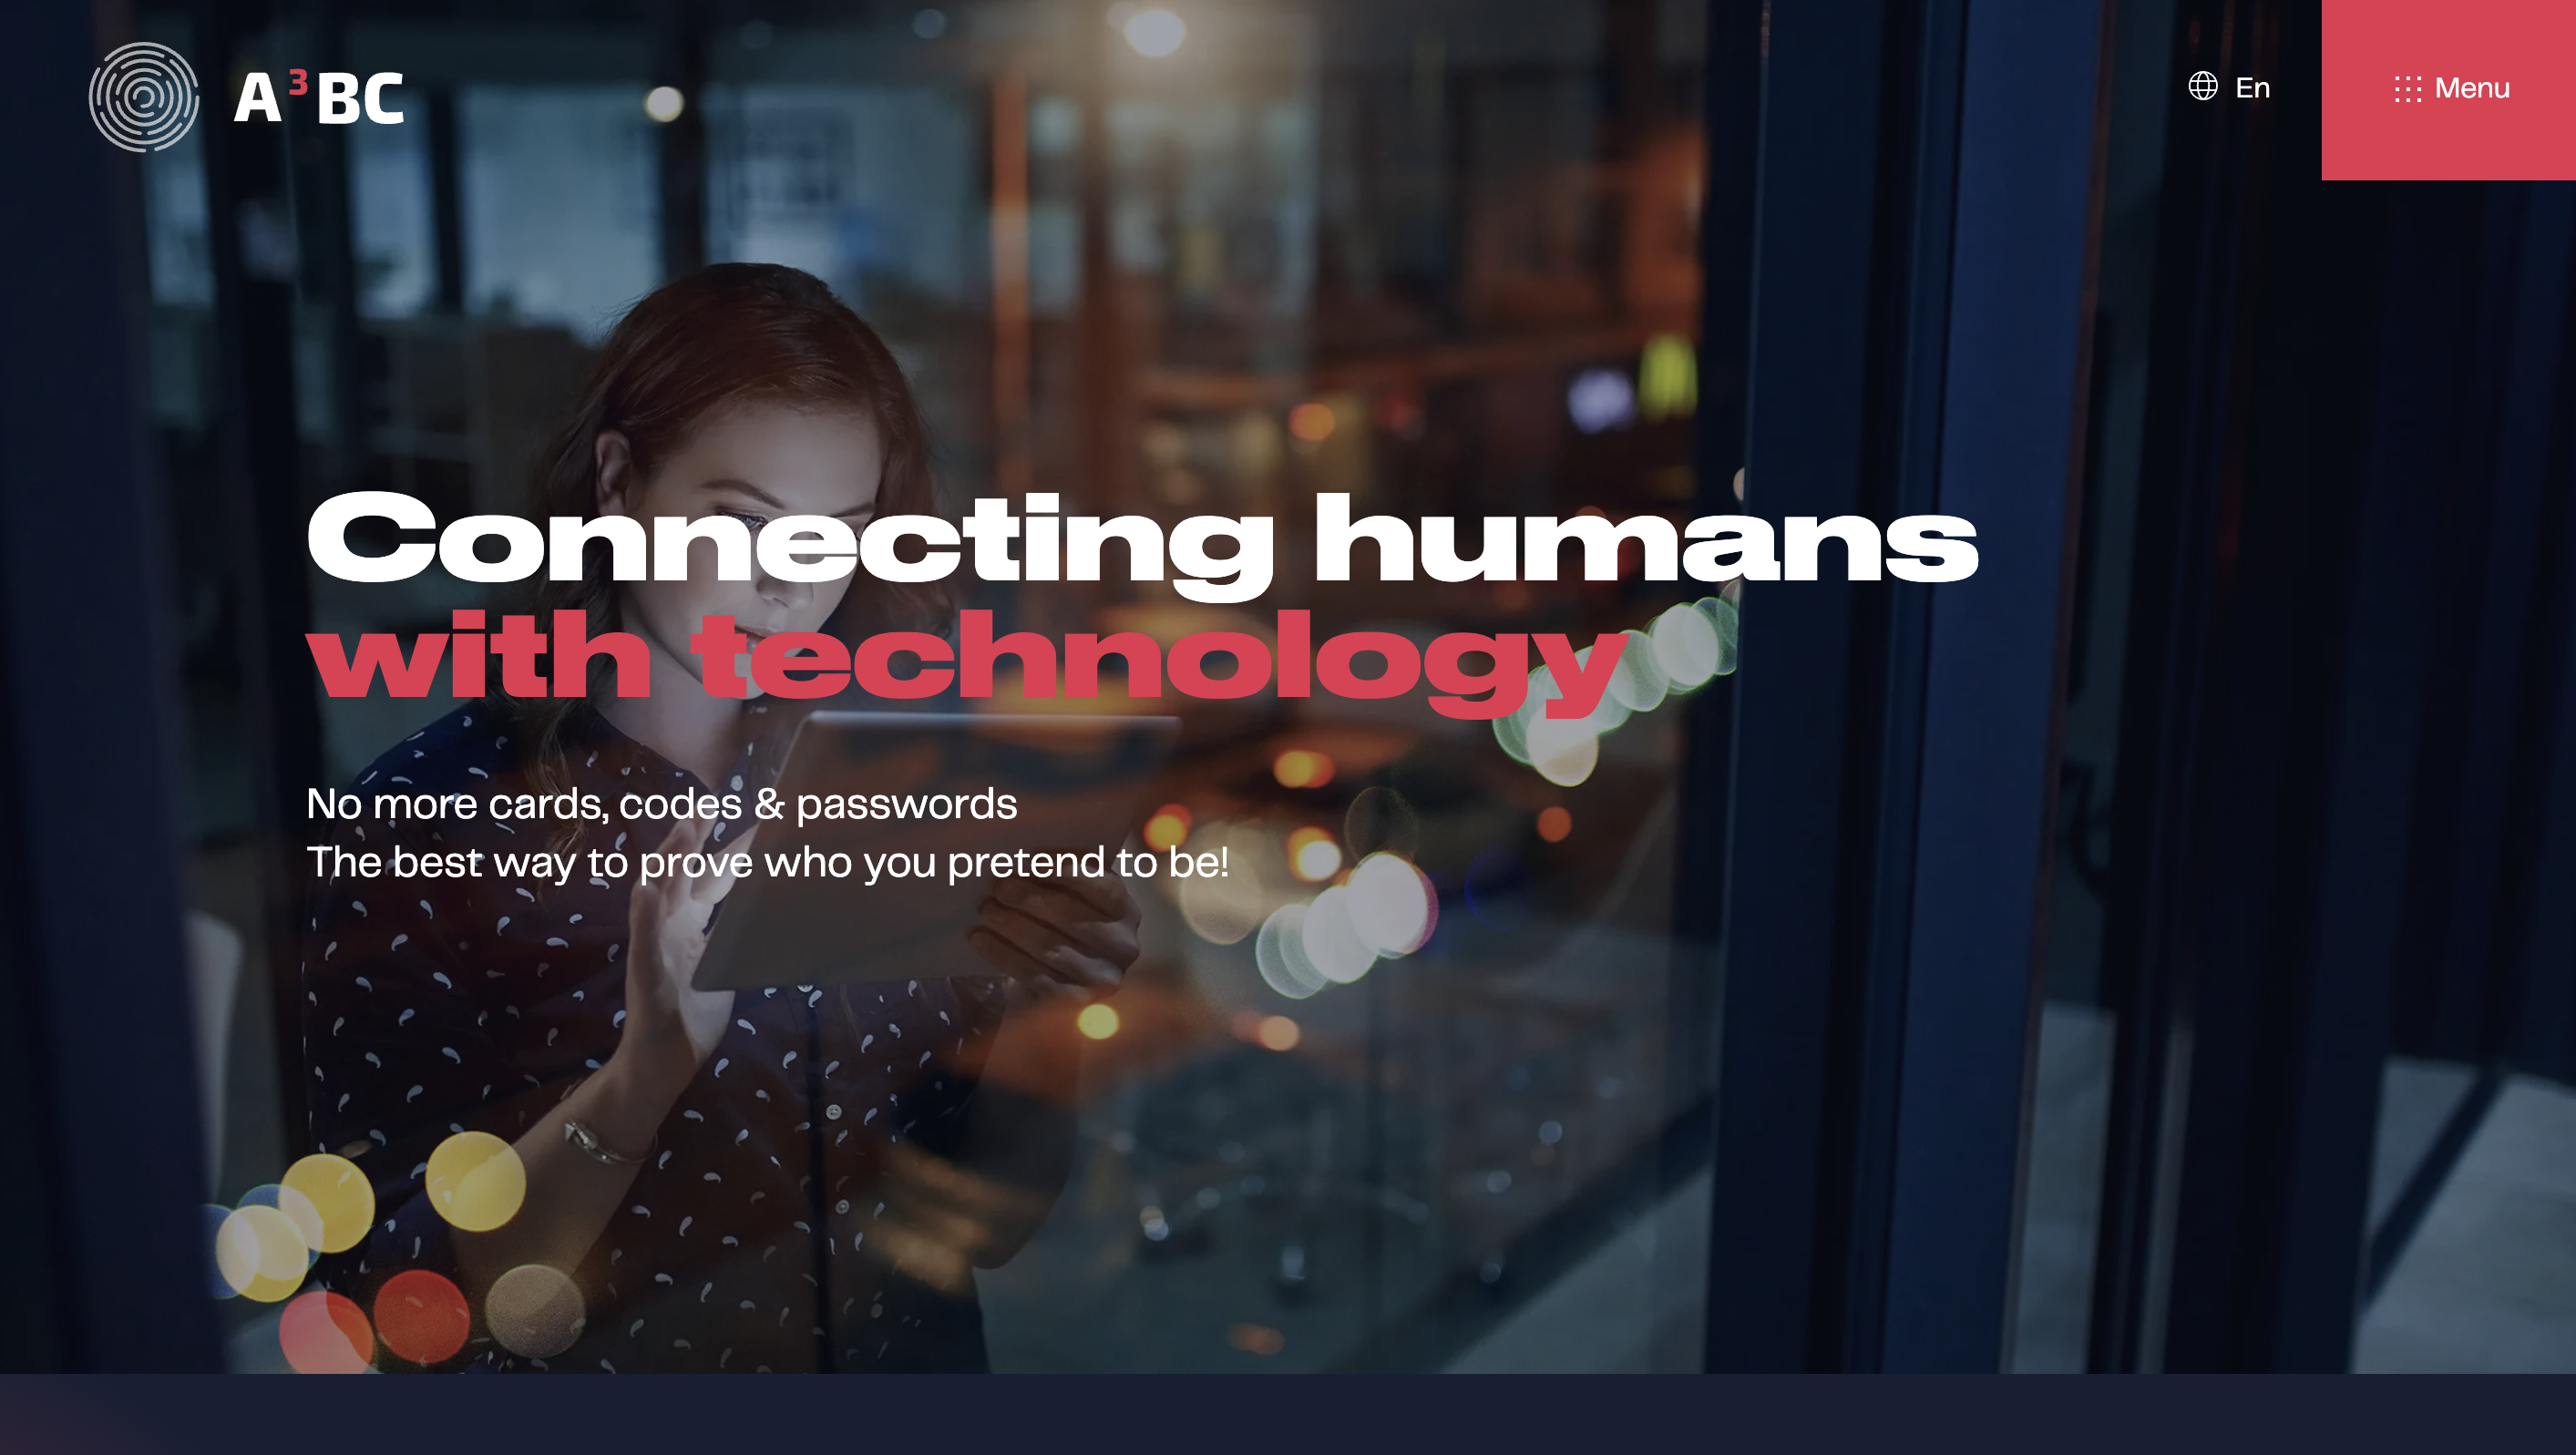 A³BC
En
Menu
Connecting humans
with technology
No more cards, codes & passwords
The best way to prove who you pretend to be!